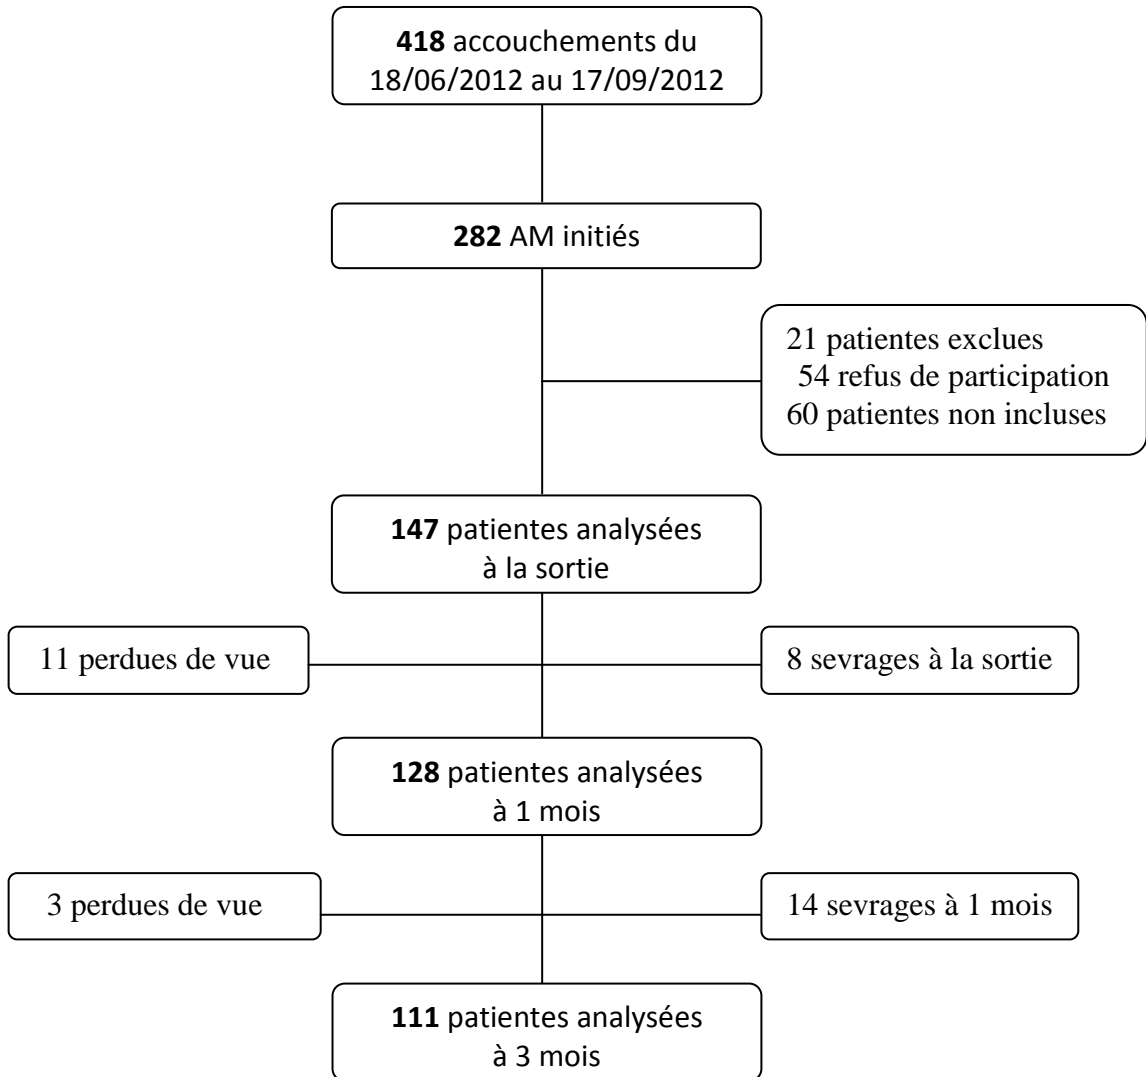 418 accouchements du
18/06/2012 au 17/09/2012
282 AM initiés
21 patientes exclues
54 refus de participation
60 patientes non incluses
147 patientes analysées
à la sortie
11 perdues de vue
8 sevrages à la sortie
128 patientes analysées
à 1 mois
3 perdues de vue
14 sevrages à 1 mois
111 patientes analysées
à 3 mois